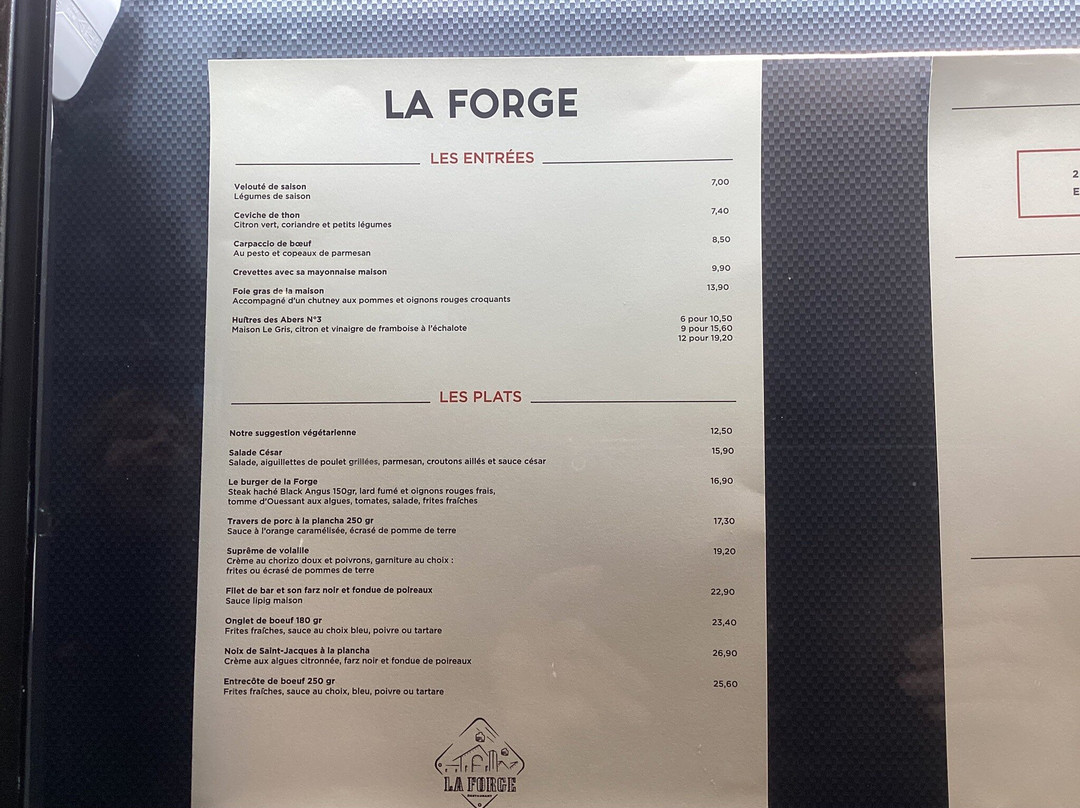 LA FORGE
LES ENTRÉES
Velouté de saison 7,00
Légumes de saison
Ceviche de thon 7,40
Citron vert, coriandre et petits légumes
Carpaccio de bœuf 8,50
Au pesto et copeaux de parmesan
Crevettes avec sa mayonnaise maison 9,90
Foie gras de la maison 13,90
Accompagné d'un chutney aux pommes et oignons rouges croquants
Huîtres des Abers N°3 6 pour 10,50
Maison Le Gris, citron et vinaigre de framboise à l'échalote 9 pour 15,60
12 pour 19,20
LES PLATS
Notre suggestion végétarienne 12,50
Salade César 15,90
Salade, aiguillettes de poulet grillées, parmesan, croutons aillés et sauce césar
Le burger de la Forge 16,90
Steak haché Black Angus 150gr, lard fumé et oignons rouges frais,
tomme d'Ouessant aux algues, tomates, salade, frites fraîches
Travers de porc à la plancha 250 gr 17,30
Sauce à l'orange caramélisée, écrasé de pomme de terre
Suprême de volaille 19,20
Crème au chorizo doux et poivrons, garniture au choix :
frites ou écrasé de pommes de terre
Filet de bar et son farz noir et fondue de poireaux 22,90
Sauce lipig maison
Onglet de boeuf 180 gr 23,40
Frites fraîches, sauce au choix bleu, poivre ou tartare
Noix de Saint-Jacques à la plancha 26,90
Crème aux algues citronnée, farz noir et fondue de poireaux
Entrecôte de boeuf 250 gr 25,60
Frites fraîches, sauce au choix, bleu, poivre ou tartare
LA FORGE
RESTAURANT
2
E